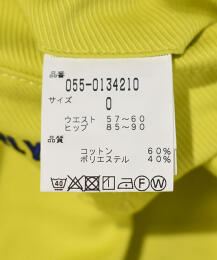 品番
055-0134210
サイズ
0
ウエスト 57~60
ヒップ 85~90
品質
コットン 60%
ポリエステル 40%
40